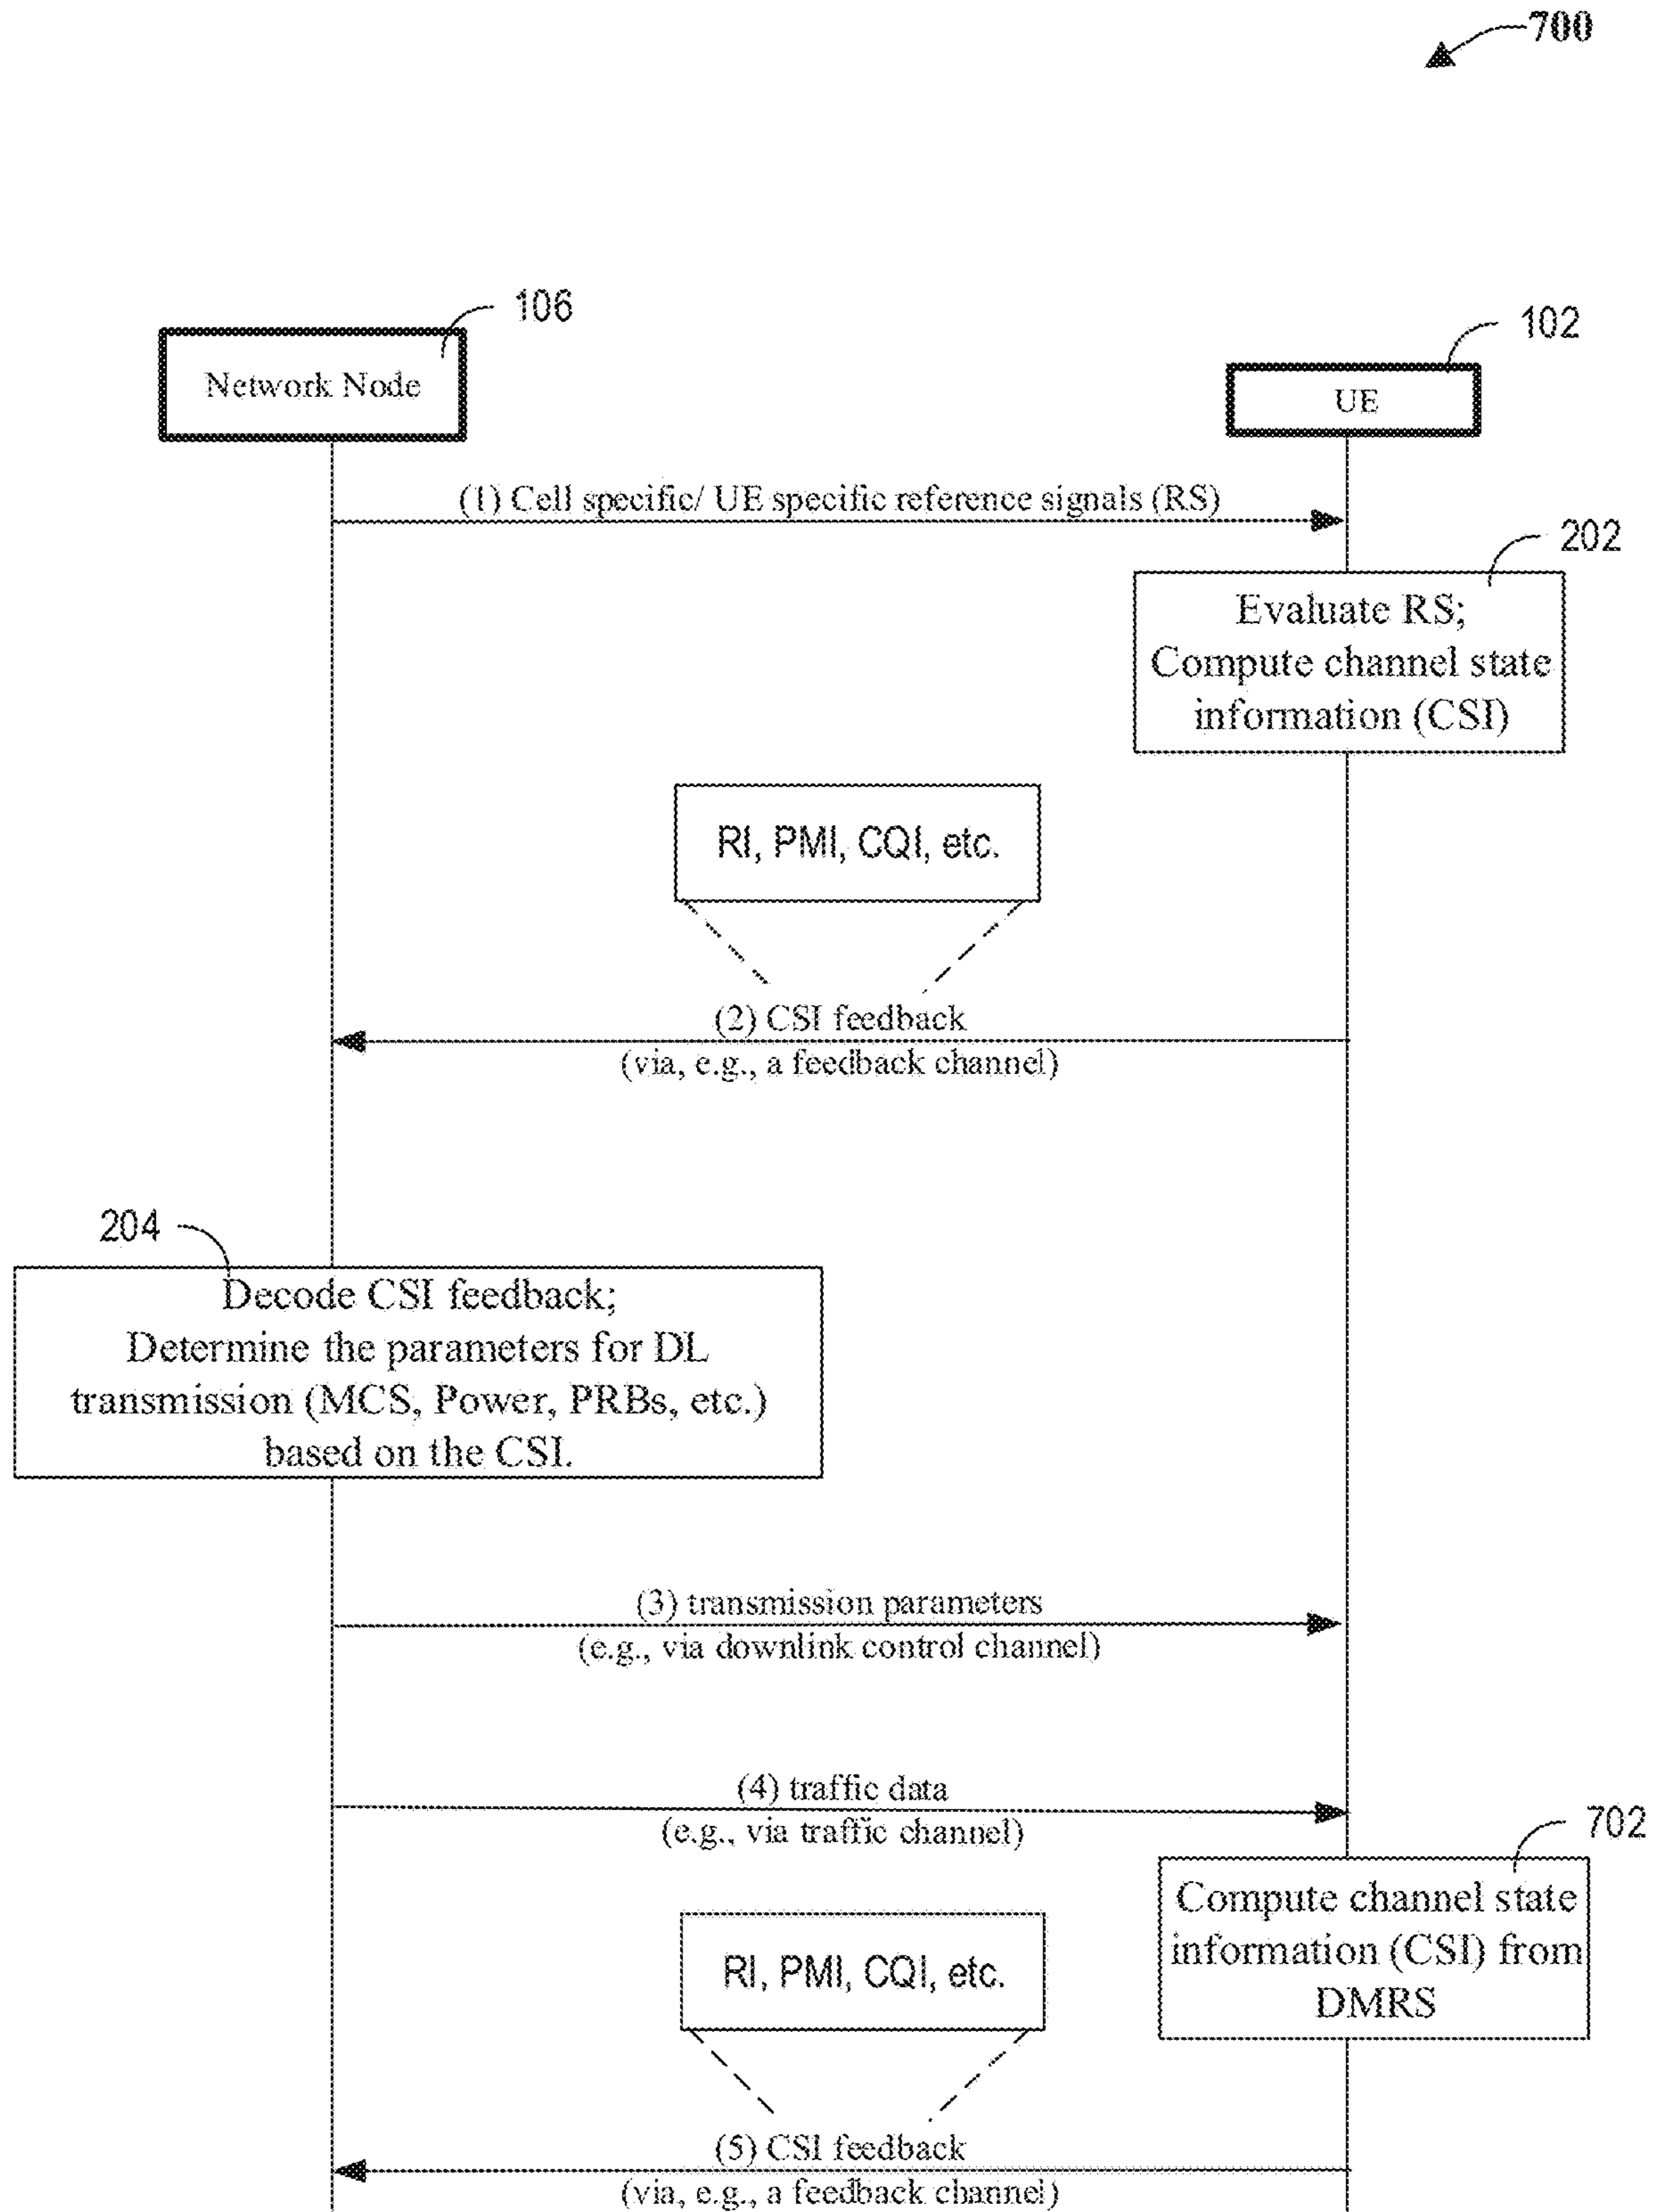 700
106
Network Node
102
UE
(1) Cell specific/ UE specific reference signals (RS)
202
Evaluate RS;
Compute channel state
information (CSI)
RI, PMI, CQI, etc.
(2) CSI feedback
(via, e.g., a feedback channel)
204
Decode CSI feedback;
Determine the parameters for DL
transmission (MCS, Power, PRBs, etc.)
based on the CSI.
(3) transmission parameters
(e.g., via downlink control channel)
(4) traffic data
(e.g., via traffic channel)
702
Compute channel state
information (CSI) from
DMRS
RI, PMI, CQI, etc.
(5) CSI feedback
(via, e.g., a feedback channel)